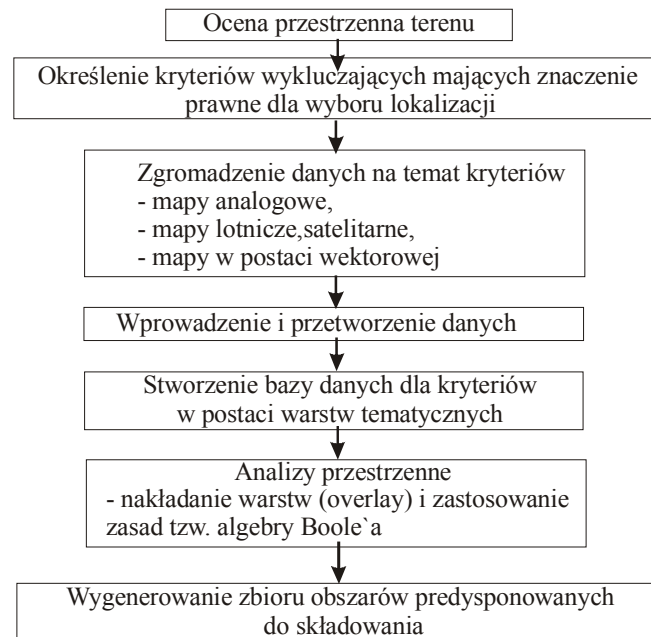 Ocena przestrzenna terenu
Określenie kryteriów wykluczających mających znaczenie
prawne dla wyboru lokalizacji
Zgromadzenie danych na temat kryteriów
- mapy analogowe,
- mapy lotnicze,satelitarne,
- mapy w postaci wektorowej
Wprowadzenie i przetworzenie danych
Stworzenie bazy danych dla kryteriów
w postaci warstw tematycznych
Analizy przestrzenne
- nakładanie warstw (overlay) i zastosowanie
zasad tzw. algebry Boole`a
Wygenerowanie zbioru obszarów predysponowanych
do składowania